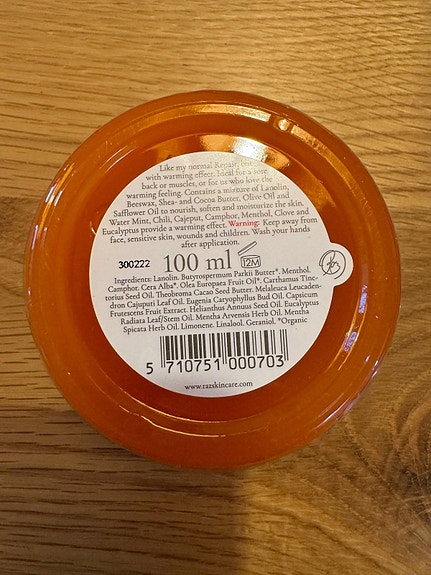 Like my normal Repair, but
with warming effect. Ideal for a sore
back or muscles, or for us who love the
warming feeling. Contains a mixture of Lanolin,
Beeswax, Shea- and Cocoa Butter, Olive Oil and
Safflower Oil to nourish, soften and moisturize the skin.
Water Mint, Chili, Cajeput, Camphor, Menthol, Clove and
Eucalyptus provide a warming effect. Warning: Keep away from
face, sensitive skin, wounds and children. Wash your hands
after application.
300222 100 ml 12M
Ingredients: Lanolin. Butyrospermum Parkii Butter*. Menthol.
Camphor. Cera Alba*. Olea Europaea Fruit Oil*. Carthamus Tinc-
torius Seed Oil. Theobroma Cacao Seed Butter. Melaleuca Leucaden-
dron Cajuputi Leaf Oil. Eugenia Caryophyllus Bud Oil. Capsicum
Frutescens Fruit Extract. Helianthus Annuus Seed Oil. Eucalyptus
Radiata Leaf/Stem Oil. Mentha Arvensis Herb Oil. Mentha
Spicata Herb Oil. Limonene. Linalool. Geraniol. *Organic
5 710751 000703
www.razskincare.com